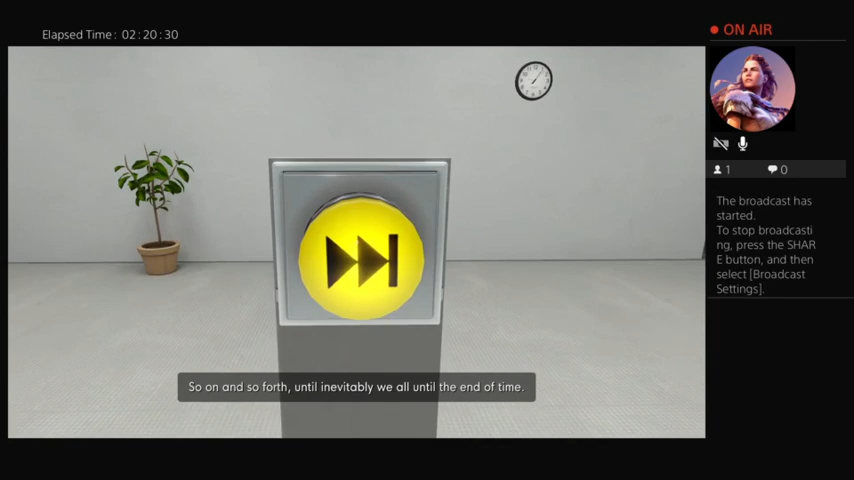 Elapsed Time: 02:20:30
ON AIR
1 0
The broadcast has
started.
To stop broadcasti
ng, press the SHAR
E button, and then
select [Broadcast
Settings].
So on and so forth, until inevitably we all until the end of time.